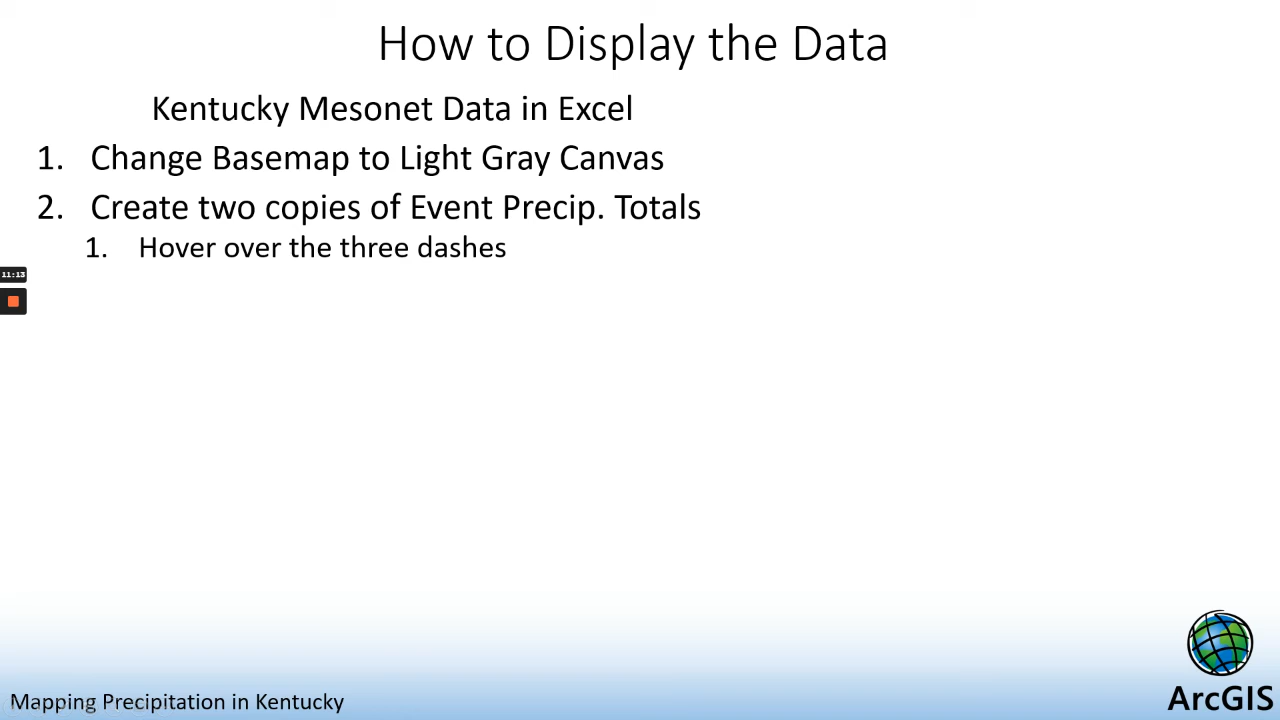 How to Display the Data
Kentucky Mesonet Data in Excel
1. Change Basemap to Light Gray Canvas
2. Create two copies of Event Precip. Totals
1. Hover over the three dashes
11:13
Mapping Precipitation in Kentucky
ArcGIS